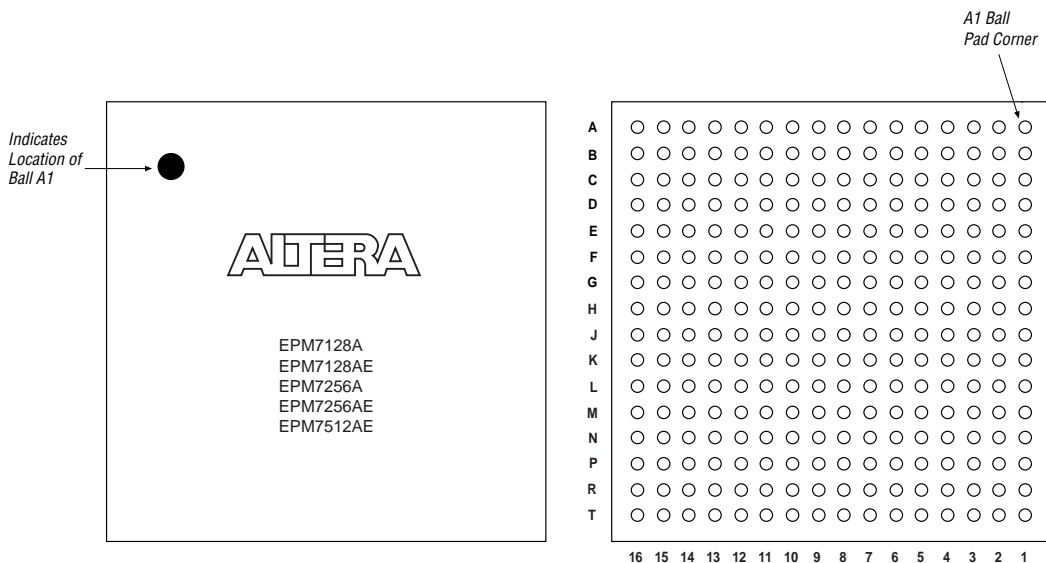 A1 Ball
Pad Corner
Indicates
Location of
Ball A1
ALTERA
EPM7128A
EPM7128AE
EPM7256A
EPM7256AE
EPM7512AE
A
B
C
D
E
F
G
H
J
K
L
M
N
P
R
T
16 15 14 13 12 11 10 9 8 7 6 5 4 3 2 1